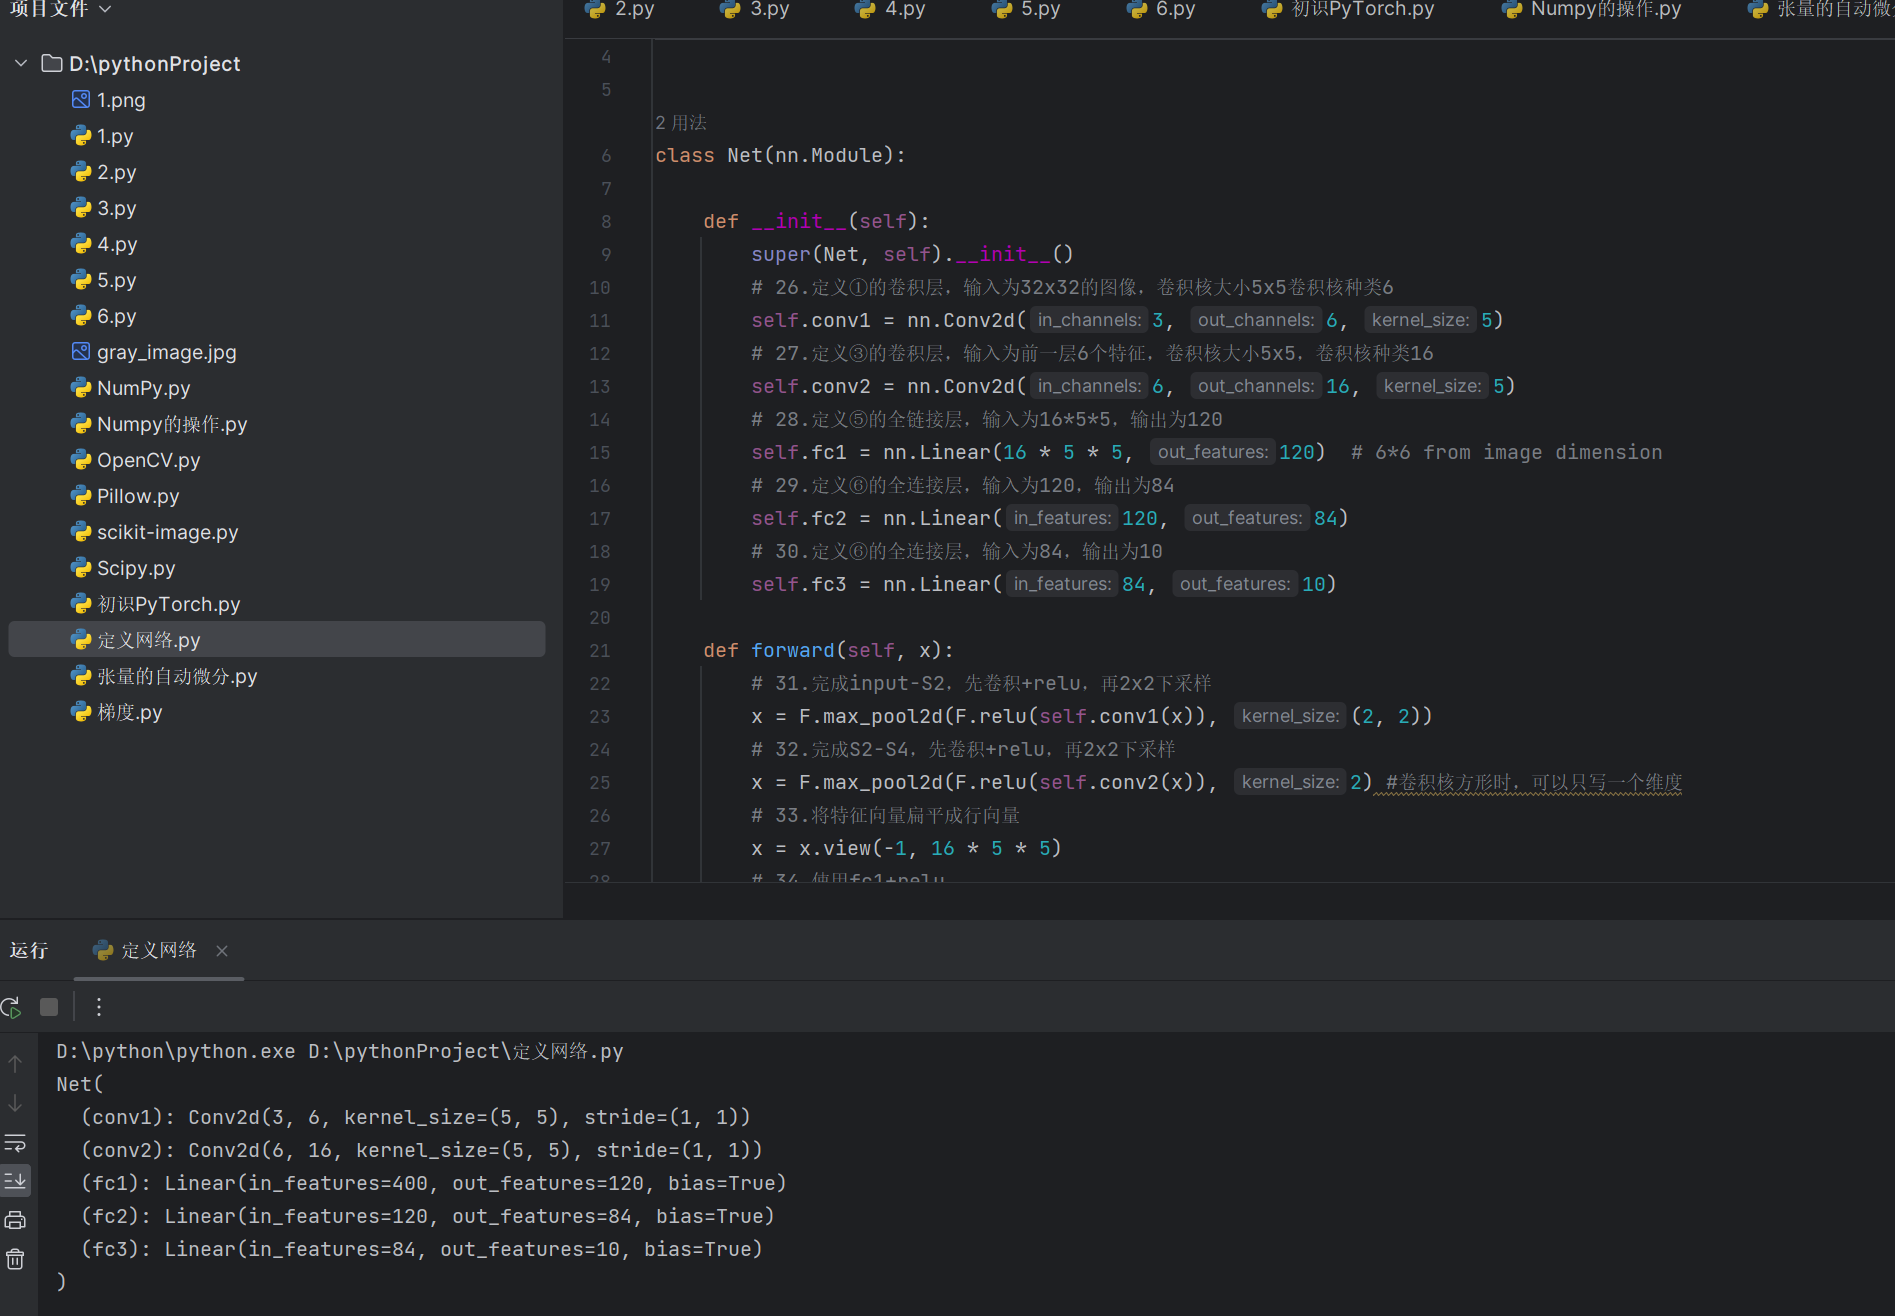 项目文件
2.py 3.py 4.py 5.py 6.py 初识PyTorch.py Numpy的操作.py 张量的自动微分
D:\pythonProject
1.png
1.py
2.py
3.py
4.py
5.py
6.py
gray_image.jpg
NumPy.py
Numpy的操作.py
OpenCV.py
Pillow.py
scikit-image.py
Scipy.py
初识PyTorch.py
定义网络.py
张量的自动微分.py
梯度.py
4
5
2 用法
6 class Net(nn.Module):
7
8 def __init__(self):
9 super(Net, self).__init__()
10 # 26.定义①的卷积层，输入为32x32的图像，卷积核大小5x5卷积核种类6
11 self.conv1 = nn.Conv2d( in_channels: 3, out_channels: 6, kernel_size: 5)
12 # 27.定义③的卷积层，输入为前一层6个特征，卷积核大小5x5，卷积核种类16
13 self.conv2 = nn.Conv2d( in_channels: 6, out_channels: 16, kernel_size: 5)
14 # 28.定义⑤的全链接层，输入为16*5*5，输出为120
15 self.fc1 = nn.Linear(16 * 5 * 5, out_features: 120) # 6*6 from image dimension
16 # 29.定义⑥的全连接层，输入为120，输出为84
17 self.fc2 = nn.Linear( in_features: 120, out_features: 84)
18 # 30.定义⑥的全连接层，输入为84，输出为10
19 self.fc3 = nn.Linear( in_features: 84, out_features: 10)
20
21 def forward(self, x):
22 # 31.完成input-S2，先卷积+relu，再2x2下采样
23 x = F.max_pool2d(F.relu(self.conv1(x)), kernel_size: (2, 2))
24 # 32.完成S2-S4，先卷积+relu，再2x2下采样
25 x = F.max_pool2d(F.relu(self.conv2(x)), kernel_size: 2) #卷积核方形时，可以只写一个维度
26 # 33.将特征向量扁平成行向量
27 x = x.view(-1, 16 * 5 * 5)
28 # 34.使用fc1+relu
运行 定义网络
D:\python\python.exe D:\pythonProject\定义网络.py
Net(
(conv1): Conv2d(3, 6, kernel_size=(5, 5), stride=(1, 1))
(conv2): Conv2d(6, 16, kernel_size=(5, 5), stride=(1, 1))
(fc1): Linear(in_features=400, out_features=120, bias=True)
(fc2): Linear(in_features=120, out_features=84, bias=True)
(fc3): Linear(in_features=84, out_features=10, bias=True)
)